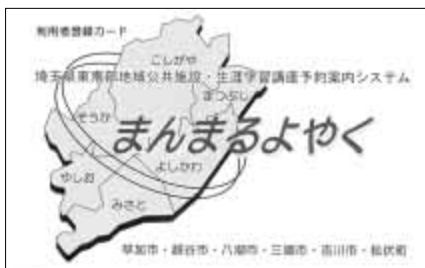 利用者登録カード
こしがや
埼玉県東南部地域公共施設・生涯学習講座予約案内システム
まつぶし
そうか
まんまるよやく
よしかわ
やしお
みさと
草加市・越谷市・八潮市・三郷市・吉川市・松伏町